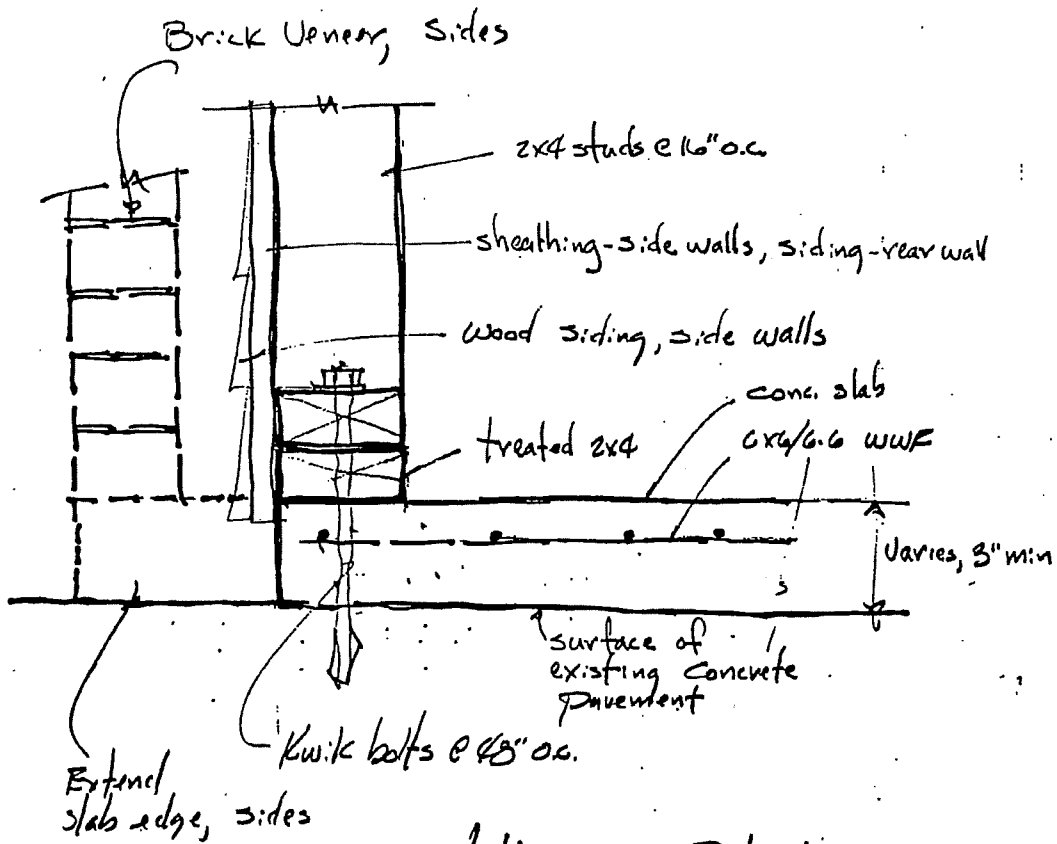 Brick Veneer, Sides
2x4 studs @ 16" o.c.
sheathing-side walls, siding-rear wall
wood siding, side walls
conc. slab
treated 2x4
6x6/6.6 WWF
Varies, 3" min
surface of
existing concrete
pavement
Kwik bolts @ 48" o.c.
Extend
slab edge, sides